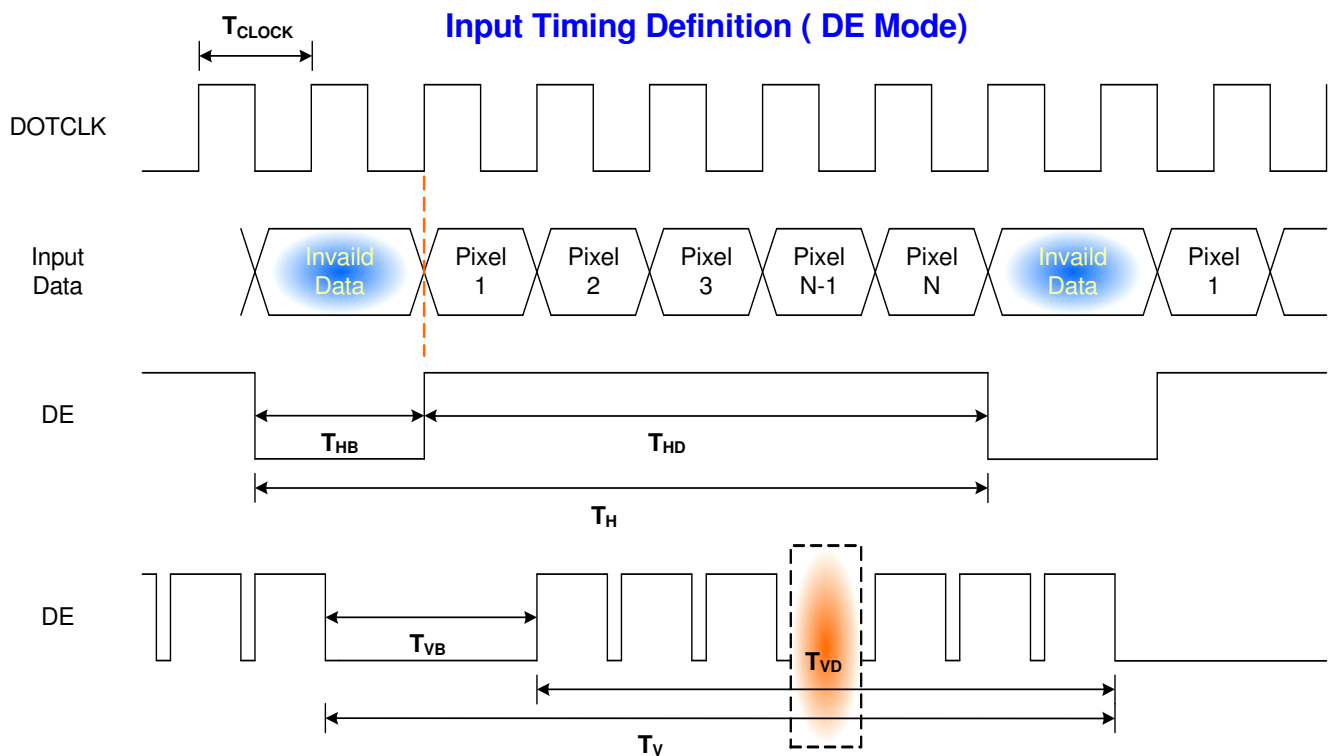 Input Timing Definition ( DE Mode)
TCLOCK
DOTCLK
Input
Data
Invaild
Data
Pixel
1
Pixel
2
Pixel
3
Pixel
N-1
Pixel
N
Invaild
Data
Pixel
1
DE
THB
THD
TH
DE
TVB
TVD
TV